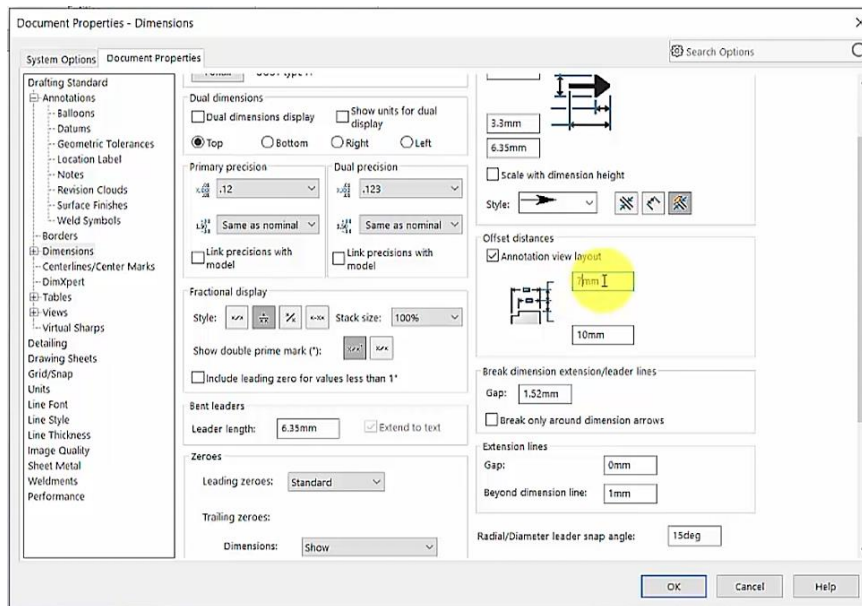 Document Properties - Dimensions
System Options
Document Properties
Search Options
Drafting Standard
Annotations
Balloons
Datums
Geometric Tolerances
Location Label
Notes
Revision Clouds
Surface Finishes
Weld Symbols
Borders
Dimensions
Centerlines/Center Marks
DimXpert
Tables
Views
Virtual Sharps
Detailing
Drawing Sheets
Grid/Snap
Units
Line Font
Line Style
Line Thickness
Image Quality
Sheet Metal
Weldments
Performance
Dual dimensions
Dual dimensions display
Show units for dual
display
Top
Bottom
Right
Left
Primary precision
.12
Same as nominal
Link precisions with
model
Dual precision
.123
Same as nominal
Link precisions with
model
Fractional display
Style:
Stack size:
100%
Show double prime mark ("):
Include leading zero for values less than 1"
Bent leaders
Leader length:
6.35mm
Extend to text
Zeroes
Leading zeroes:
Standard
Trailing zeroes:
Dimensions:
Show
3.3mm
6.35mm
Scale with dimension height
Style:
Offset distances
Annotation view layout
7mm
10mm
Break dimension extension/leader lines
Gap:
1.52mm
Break only around dimension arrows
Extension lines
Gap:
0mm
Beyond dimension line:
1mm
Radial/Diameter leader snap angle:
15deg
OK
Cancel
Help